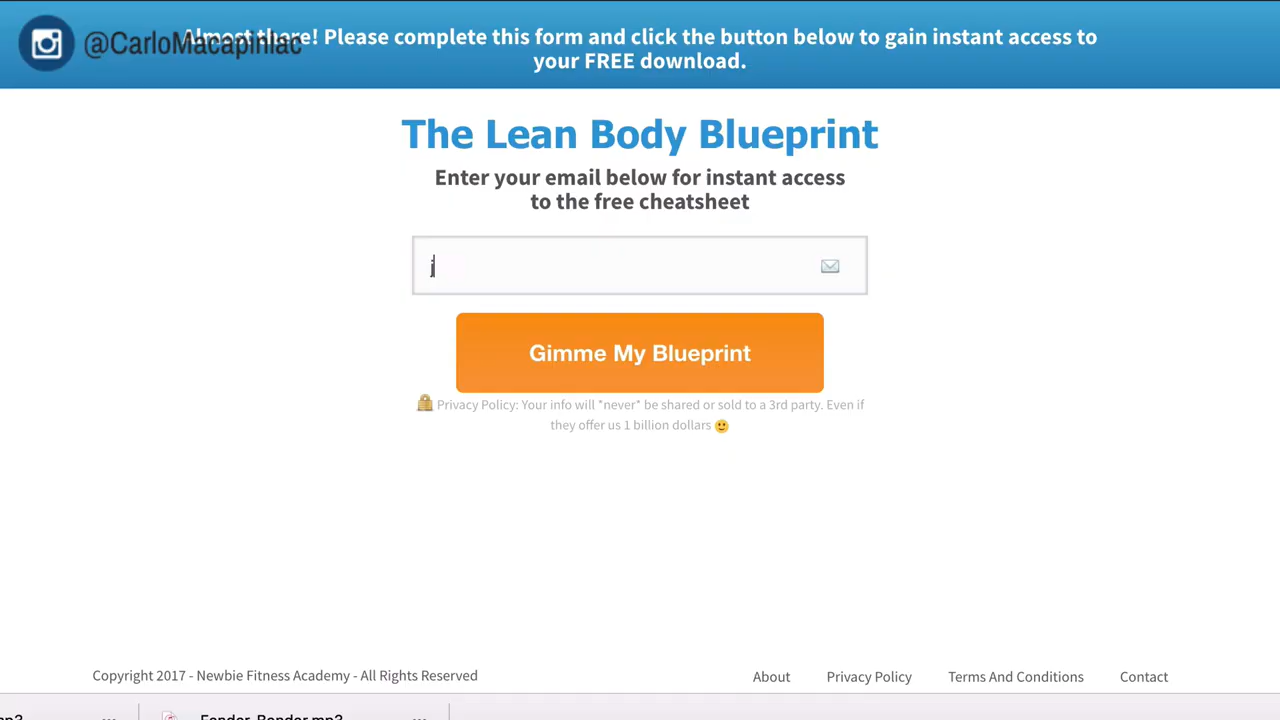 @CarloMacapinlac
Almost there! Please complete this form and click the button below to gain instant access to
your FREE download.
The Lean Body Blueprint
Enter your email below for instant access
to the free cheatsheet
j
Gimme My Blueprint
Privacy Policy: Your info will *never* be shared or sold to a 3rd party. Even if
they offer us 1 billion dollars 🙂
Copyright 2017 - Newbie Fitness Academy - All Rights Reserved
About Privacy Policy Terms And Conditions Contact